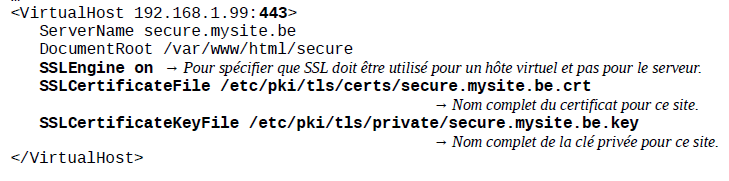 <VirtualHost 192.168.1.99:443>
ServerName secure.mysite.be
DocumentRoot /var/www/html/secure
SSLEngine on → Pour spécifier que SSL doit être utilisé pour un hôte virtuel et pas pour le serveur.
SSLCertificateFile /etc/pki/tls/certs/secure.mysite.be.crt
→ Nom complet du certificat pour ce site.
SSLCertificateKeyFile /etc/pki/tls/private/secure.mysite.be.key
→ Nom complet de la clé privée pour ce site.
</VirtualHost>